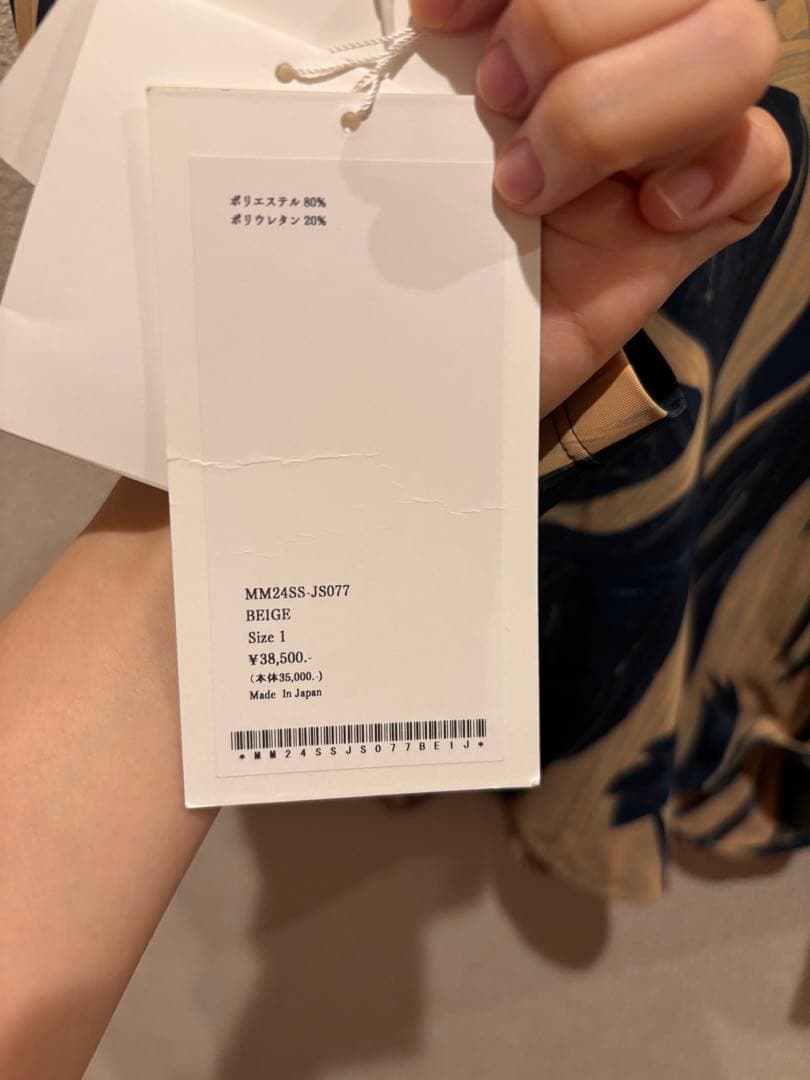 ポリエステル 80%
ポリウレタン 20%
MM24SS-JS077
BEIGE
Size 1
¥38,500.-
(本体35,000.-)
Made In Japan
*MM24SSJS077BE1J*